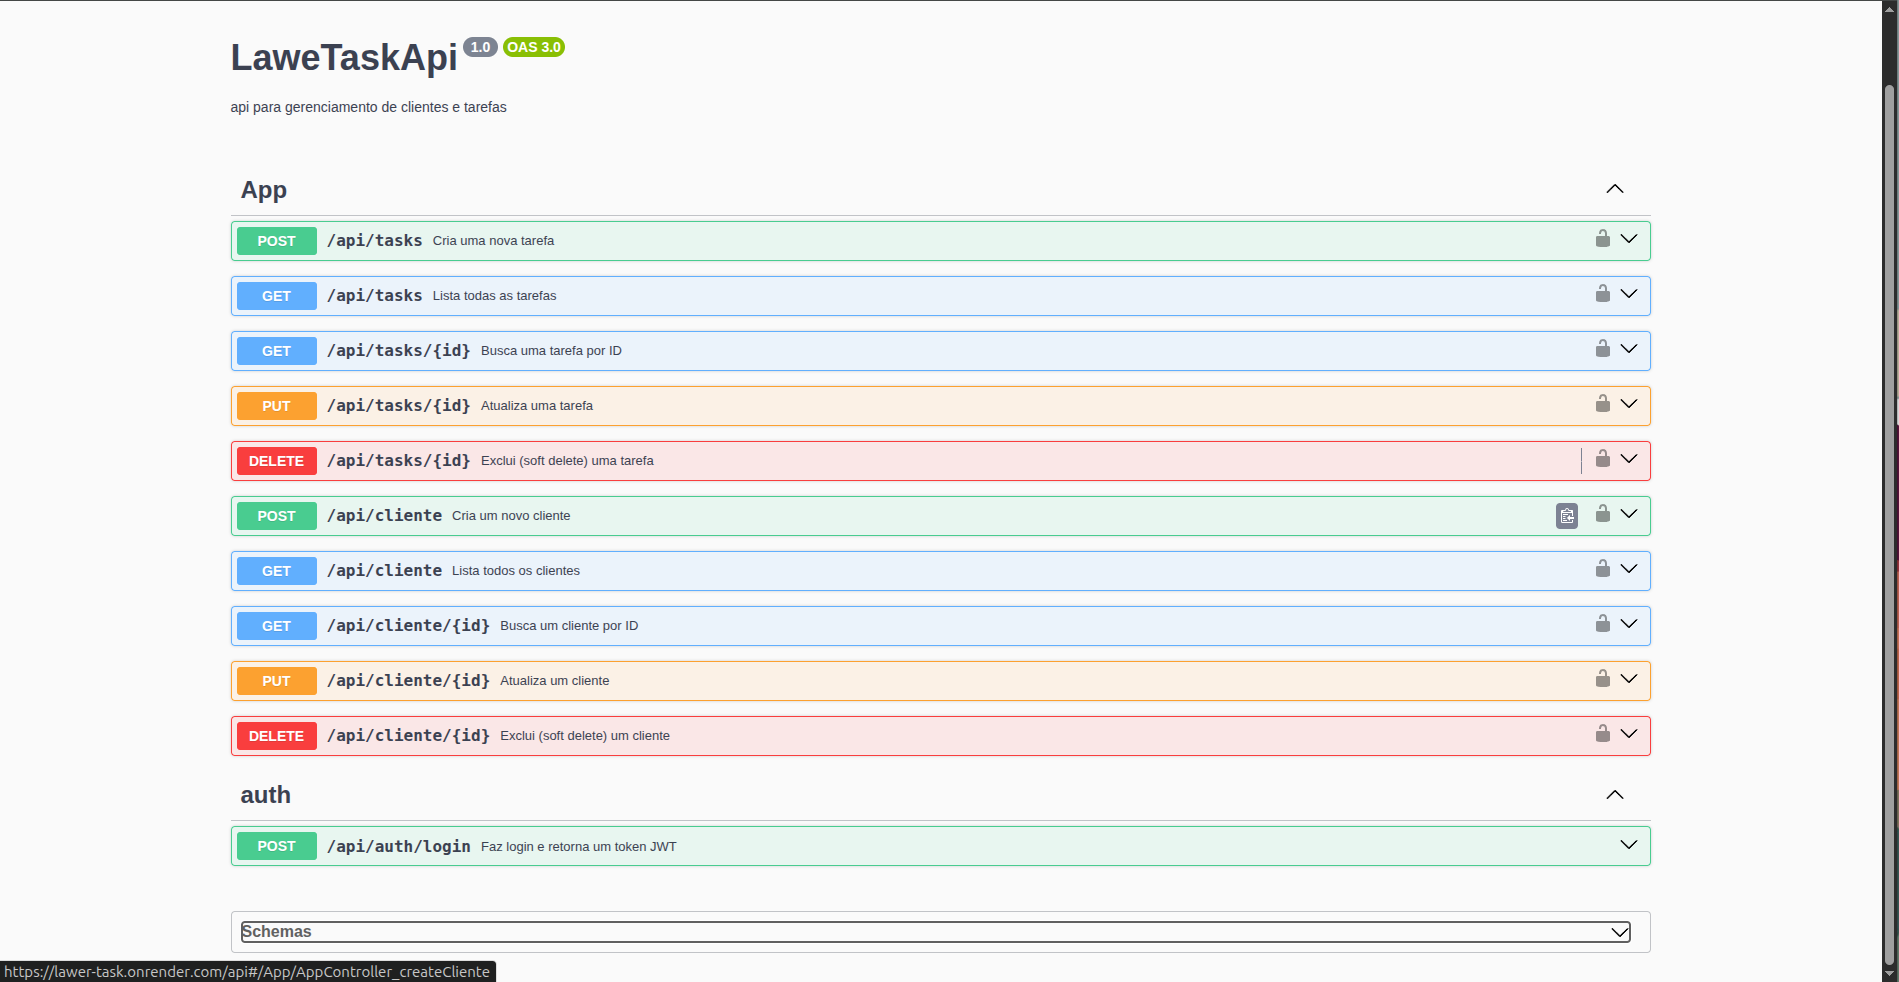 LaweTaskApi 1.0 OAS 3.0
api para gerenciamento de clientes e tarefas
App
POST /api/tasks Cria uma nova tarefa
GET /api/tasks Lista todas as tarefas
GET /api/tasks/{id} Busca uma tarefa por ID
PUT /api/tasks/{id} Atualiza uma tarefa
DELETE /api/tasks/{id} Exclui (soft delete) uma tarefa
POST /api/cliente Cria um novo cliente
GET /api/cliente Lista todos os clientes
GET /api/cliente/{id} Busca um cliente por ID
PUT /api/cliente/{id} Atualiza um cliente
DELETE /api/cliente/{id} Exclui (soft delete) um cliente
auth
POST /api/auth/login Faz login e retorna um token JWT
Schemas
https://lawer-task.onrender.com/api#/App/AppController_createCliente